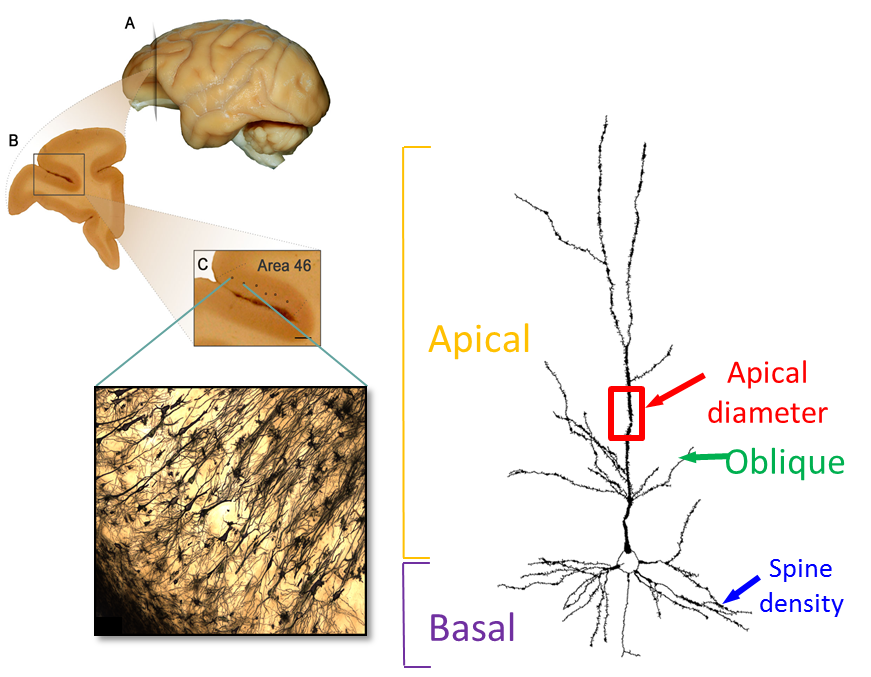 A
B
C
Area 46
Apical
Apical
diameter
Oblique
Spine
density
Basal